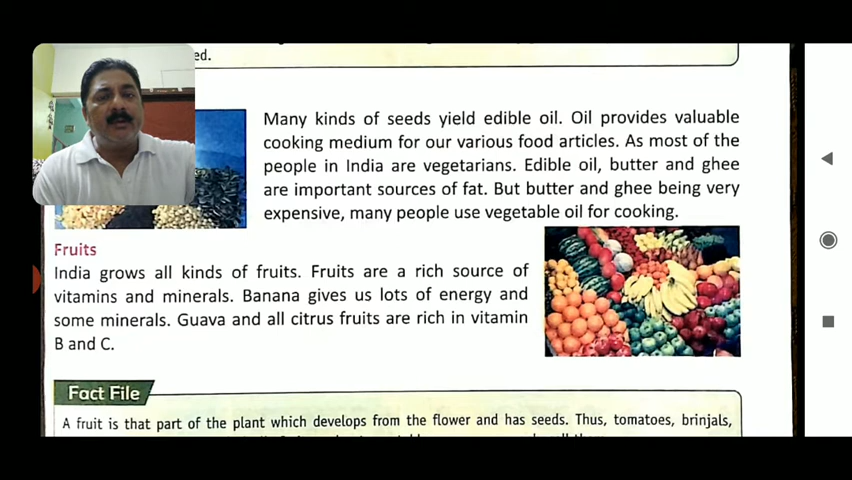 ed.
Many kinds of seeds yield edible oil. Oil provides valuable
cooking medium for our various food articles. As most of the
people in India are vegetarians. Edible oil, butter and ghee
are important sources of fat. But butter and ghee being very
expensive, many people use vegetable oil for cooking.
Fruits
India grows all kinds of fruits. Fruits are a rich source of
vitamins and minerals. Banana gives us lots of energy and
some minerals. Guava and all citrus fruits are rich in vitamin
B and C.
Fact File
A fruit is that part of the plant which develops from the flower and has seeds. Thus, tomatoes, brinjals,